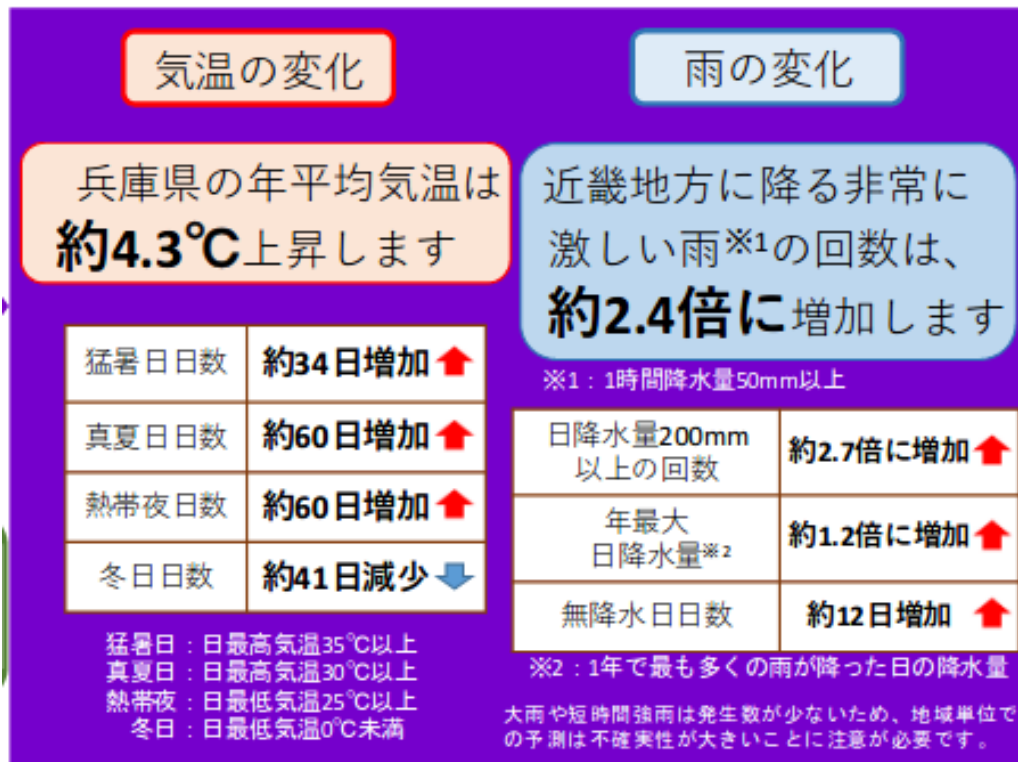 気温の変化
兵庫県の年平均気温は
約4.3℃上昇します
猛暑日日数 約34日増加
真夏日日数 約60日増加
熱帯夜日数 約60日増加
冬日日数 約41日減少
猛暑日：日最高気温35℃以上
真夏日：日最高気温30℃以上
熱帯夜：日最低気温25℃以上
冬日：日最低気温0℃未満
雨の変化
近畿地方に降る非常に
激しい雨※1の回数は、
約2.4倍に増加します
※1：1時間降水量50mm以上
日降水量200mm
以上の回数 約2.7倍に増加
年最大
日降水量※2 約1.2倍に増加
無降水日日数 約12日増加
※2：1年で最も多くの雨が降った日の降水量
大雨や短時間強雨は発生数が少ないため、地域単位で
の予測は不確実性が大きいことに注意が必要です。